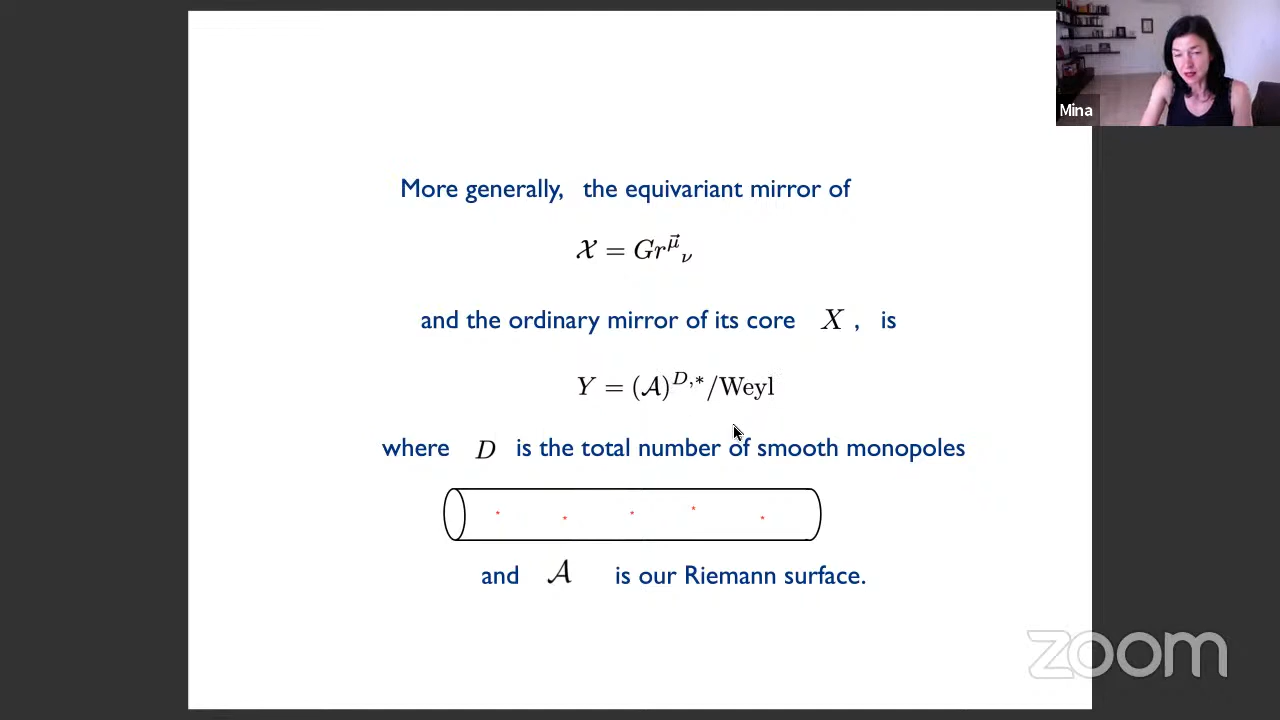 Mina
More generally, the equivariant mirror of
𝒳 = Gr^{\vec{μ}}_ν
and the ordinary mirror of its core X , is
Y = (𝒜)^{D,*}/Weyl
where D is the total number of smooth monopoles
* * * * *
and 𝒜 is our Riemann surface.
zoom